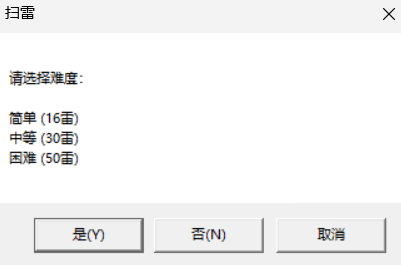 扫雷
请选择难度：
简单 (16雷)
中等 (30雷)
困难 (50雷)
是(Y)
否(N)
取消